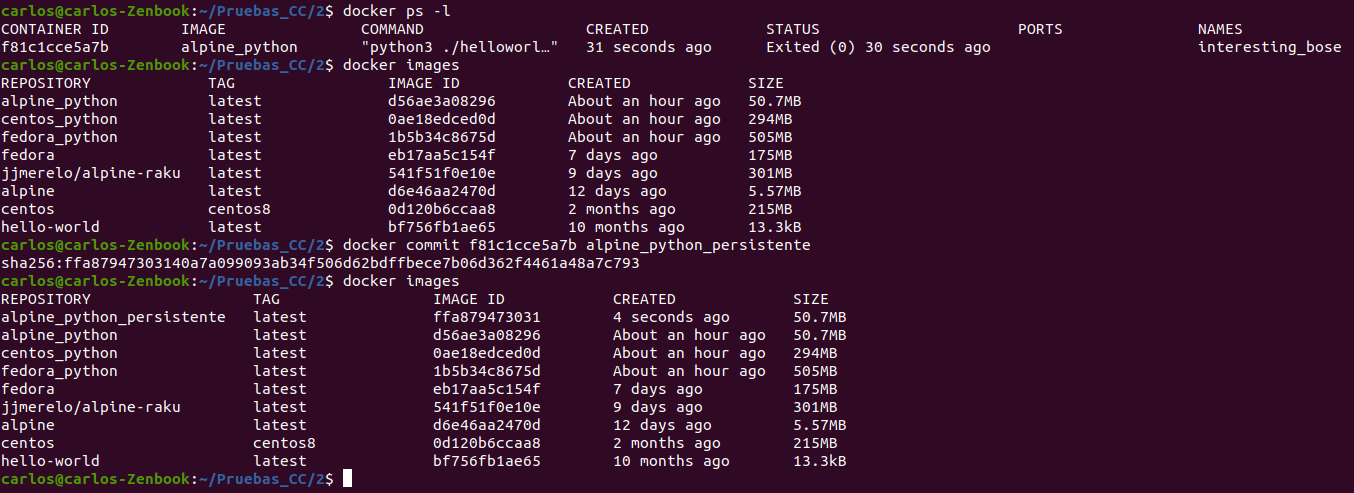 carlos@carlos-Zenbook:~/Pruebas_CC/2$ docker ps -l
CONTAINER ID        IMAGE               COMMAND                  CREATED             STATUS                      PORTS               NAMES
f81c1cce5a7b        alpine_python       "python3 ./helloworl…"   31 seconds ago      Exited (0) 30 seconds ago                       interesting_bose
carlos@carlos-Zenbook:~/Pruebas_CC/2$ docker images
REPOSITORY             TAG                 IMAGE ID            CREATED             SIZE
alpine_python          latest              d56ae3a08296        About an hour ago   50.7MB
centos_python          latest              0ae18edced0d        About an hour ago   294MB
fedora_python          latest              1b5b34c8675d        About an hour ago   505MB
fedora                 latest              eb17aa5c154f        7 days ago          175MB
jjmerelo/alpine-raku   latest              541f51f0e10e        9 days ago          301MB
alpine                 latest              d6e46aa2470d        12 days ago         5.57MB
centos                 centos8             0d120b6ccaa8        2 months ago        215MB
hello-world            latest              bf756fb1ae65        10 months ago       13.3kB
carlos@carlos-Zenbook:~/Pruebas_CC/2$ docker commit f81c1cce5a7b alpine_python_persistente
sha256:ffa87947303140a7a099093ab34f506d62bdffbece7b06d362f4461a48a7c793
carlos@carlos-Zenbook:~/Pruebas_CC/2$ docker images
REPOSITORY                  TAG                 IMAGE ID            CREATED             SIZE
alpine_python_persistente   latest              ffa879473031        4 seconds ago       50.7MB
alpine_python               latest              d56ae3a08296        About an hour ago   50.7MB
centos_python               latest              0ae18edced0d        About an hour ago   294MB
fedora_python               latest              1b5b34c8675d        About an hour ago   505MB
fedora                      latest              eb17aa5c154f        7 days ago          175MB
jjmerelo/alpine-raku        latest              541f51f0e10e        9 days ago          301MB
alpine                      latest              d6e46aa2470d        12 days ago         5.57MB
centos                      centos8             0d120b6ccaa8        2 months ago        215MB
hello-world                 latest              bf756fb1ae65        10 months ago       13.3kB
carlos@carlos-Zenbook:~/Pruebas_CC/2$